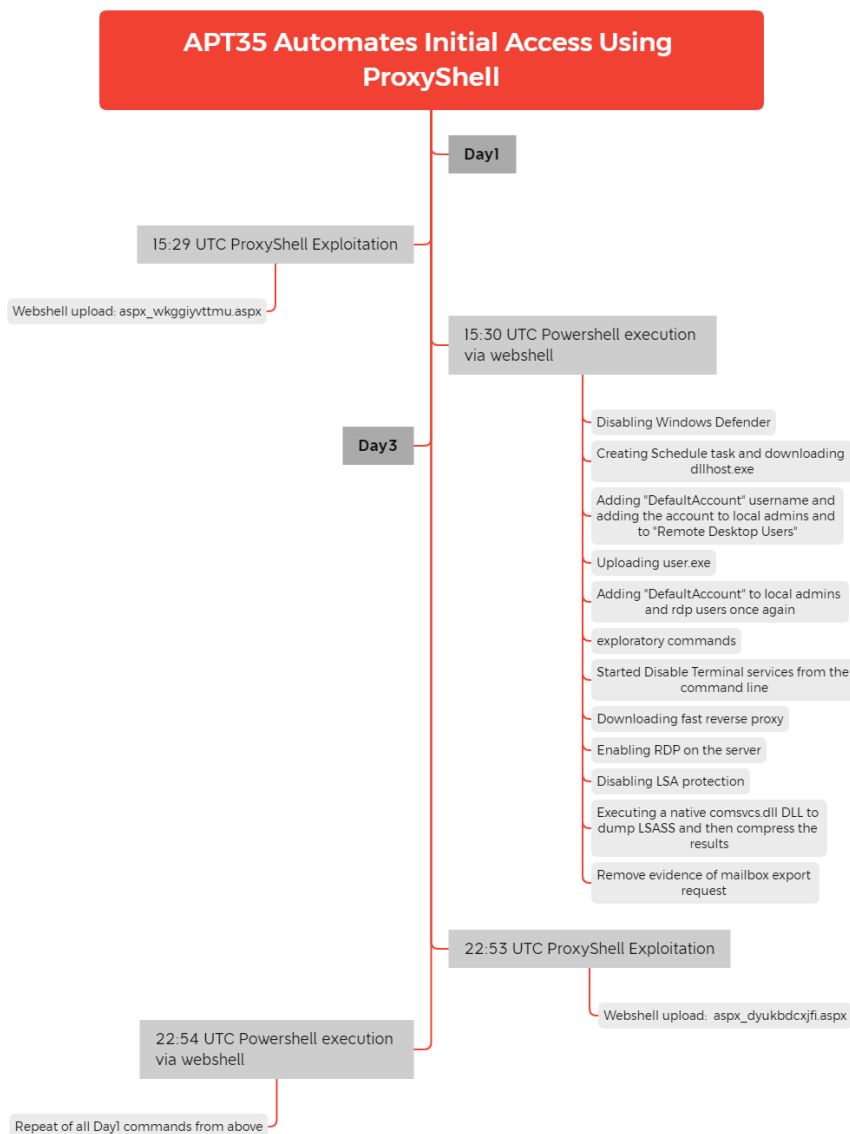 APT35 Automates Initial Access Using
ProxyShell
Day1
15:29 UTC ProxyShell Exploitation
Webshell upload: aspx_wkggiyvttmu.aspx
15:30 UTC Powershell execution
via webshell
Disabling Windows Defender
Creating Schedule task and downloading
dllhost.exe
Adding "DefaultAccount" username and
adding the account to local admins and
to "Remote Desktop Users"
Uploading user.exe
Adding "DefaultAccount" to local admins
and rdp users once again
exploratory commands
Started Disable Terminal services from the
command line
Downloading fast reverse proxy
Enabling RDP on the server
Disabling LSA protection
Executing a native comsvcs.dll DLL to
dump LSASS and then compress the
results
Remove evidence of mailbox export
request
Day3
22:53 UTC ProxyShell Exploitation
Webshell upload: aspx_dyukbdcxjfi.aspx
22:54 UTC Powershell execution
via webshell
Repeat of all Day1 commands from above